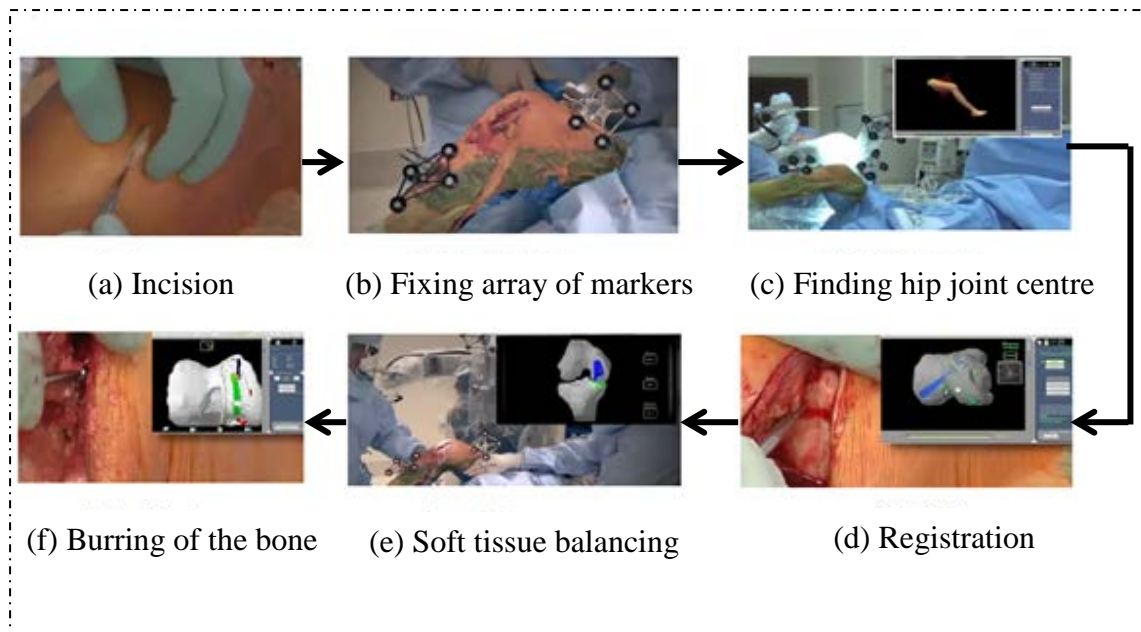 (a) Incision
(b) Fixing array of markers
(c) Finding hip joint centre
(d) Registration
(e) Soft tissue balancing
(f) Burring of the bone